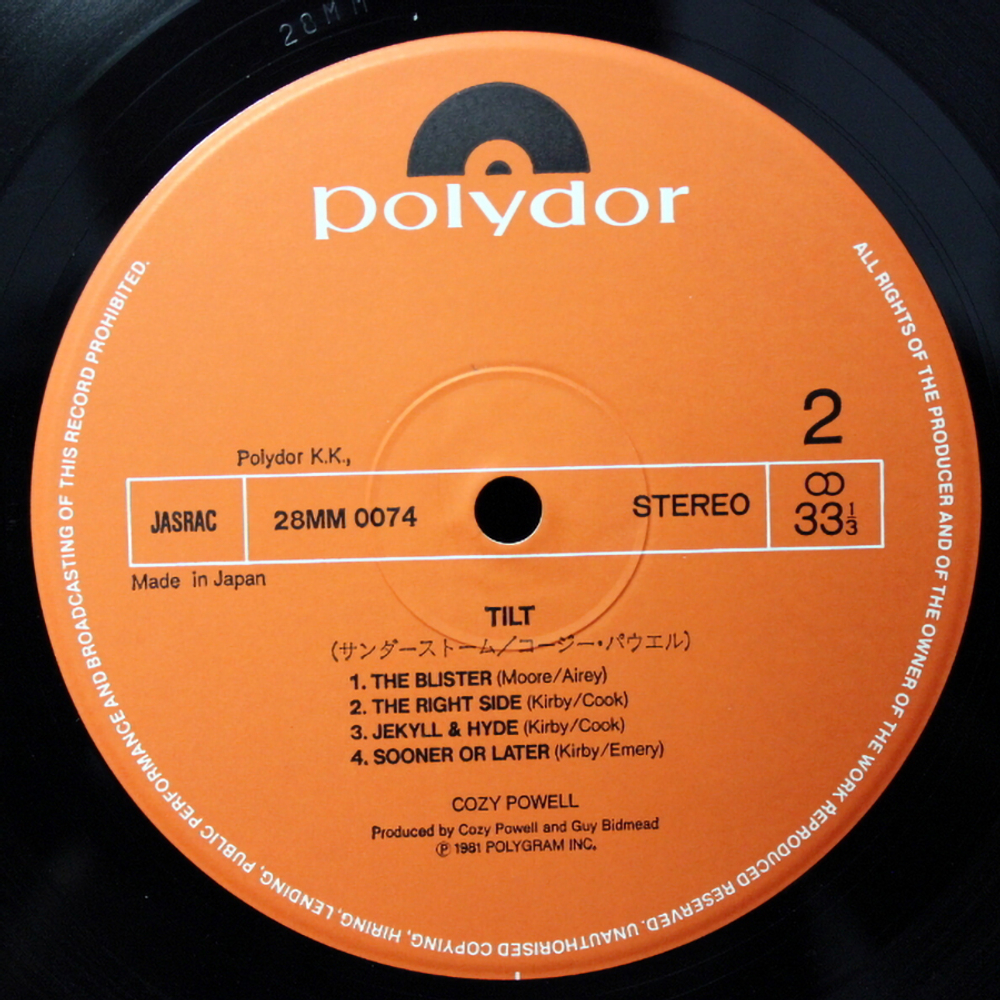 20MM
polydor
2
Polydor K.K.,
JASRAC
28MM 0074
STEREO
33 1/3
Made in Japan
TILT
(サンダーストーム/コージー・パウエル)
1. THE BLISTER (Moore/Airey)
2. THE RIGHT SIDE (Kirby/Cook)
3. JEKYLL & HYDE (Kirby/Cook)
4. SOONER OR LATER (Kirby/Emery)
COZY POWELL
Produced by Cozy Powell and Guy Bidmead
℗ 1981 POLYGRAM INC.
ALL RIGHTS OF THE PRODUCER AND OF THE OWNER OF THE WORK REPRODUCED RESERVED. UNAUTHORISED COPYING, HIRING, LENDING, PUBLIC PERFORMANCE AND BROADCASTING OF THIS RECORD PROHIBITED.